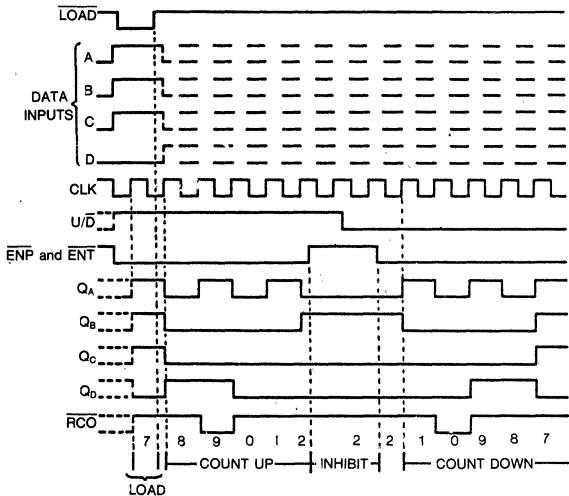 LOAD
A
B
DATA
INPUTS
C
D
CLK
U/D
ENP and ENT
QA
QB
QC
QD
RCO
7 8 9 0 1 2 2 2 1 0 9 8 7
COUNT UP INHIBIT COUNT DOWN
LOAD